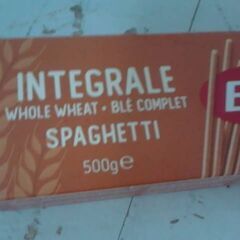 INTEGRALE
WHOLE WHEAT • BLÉ COMPLET
SPAGHETTI
500g℮